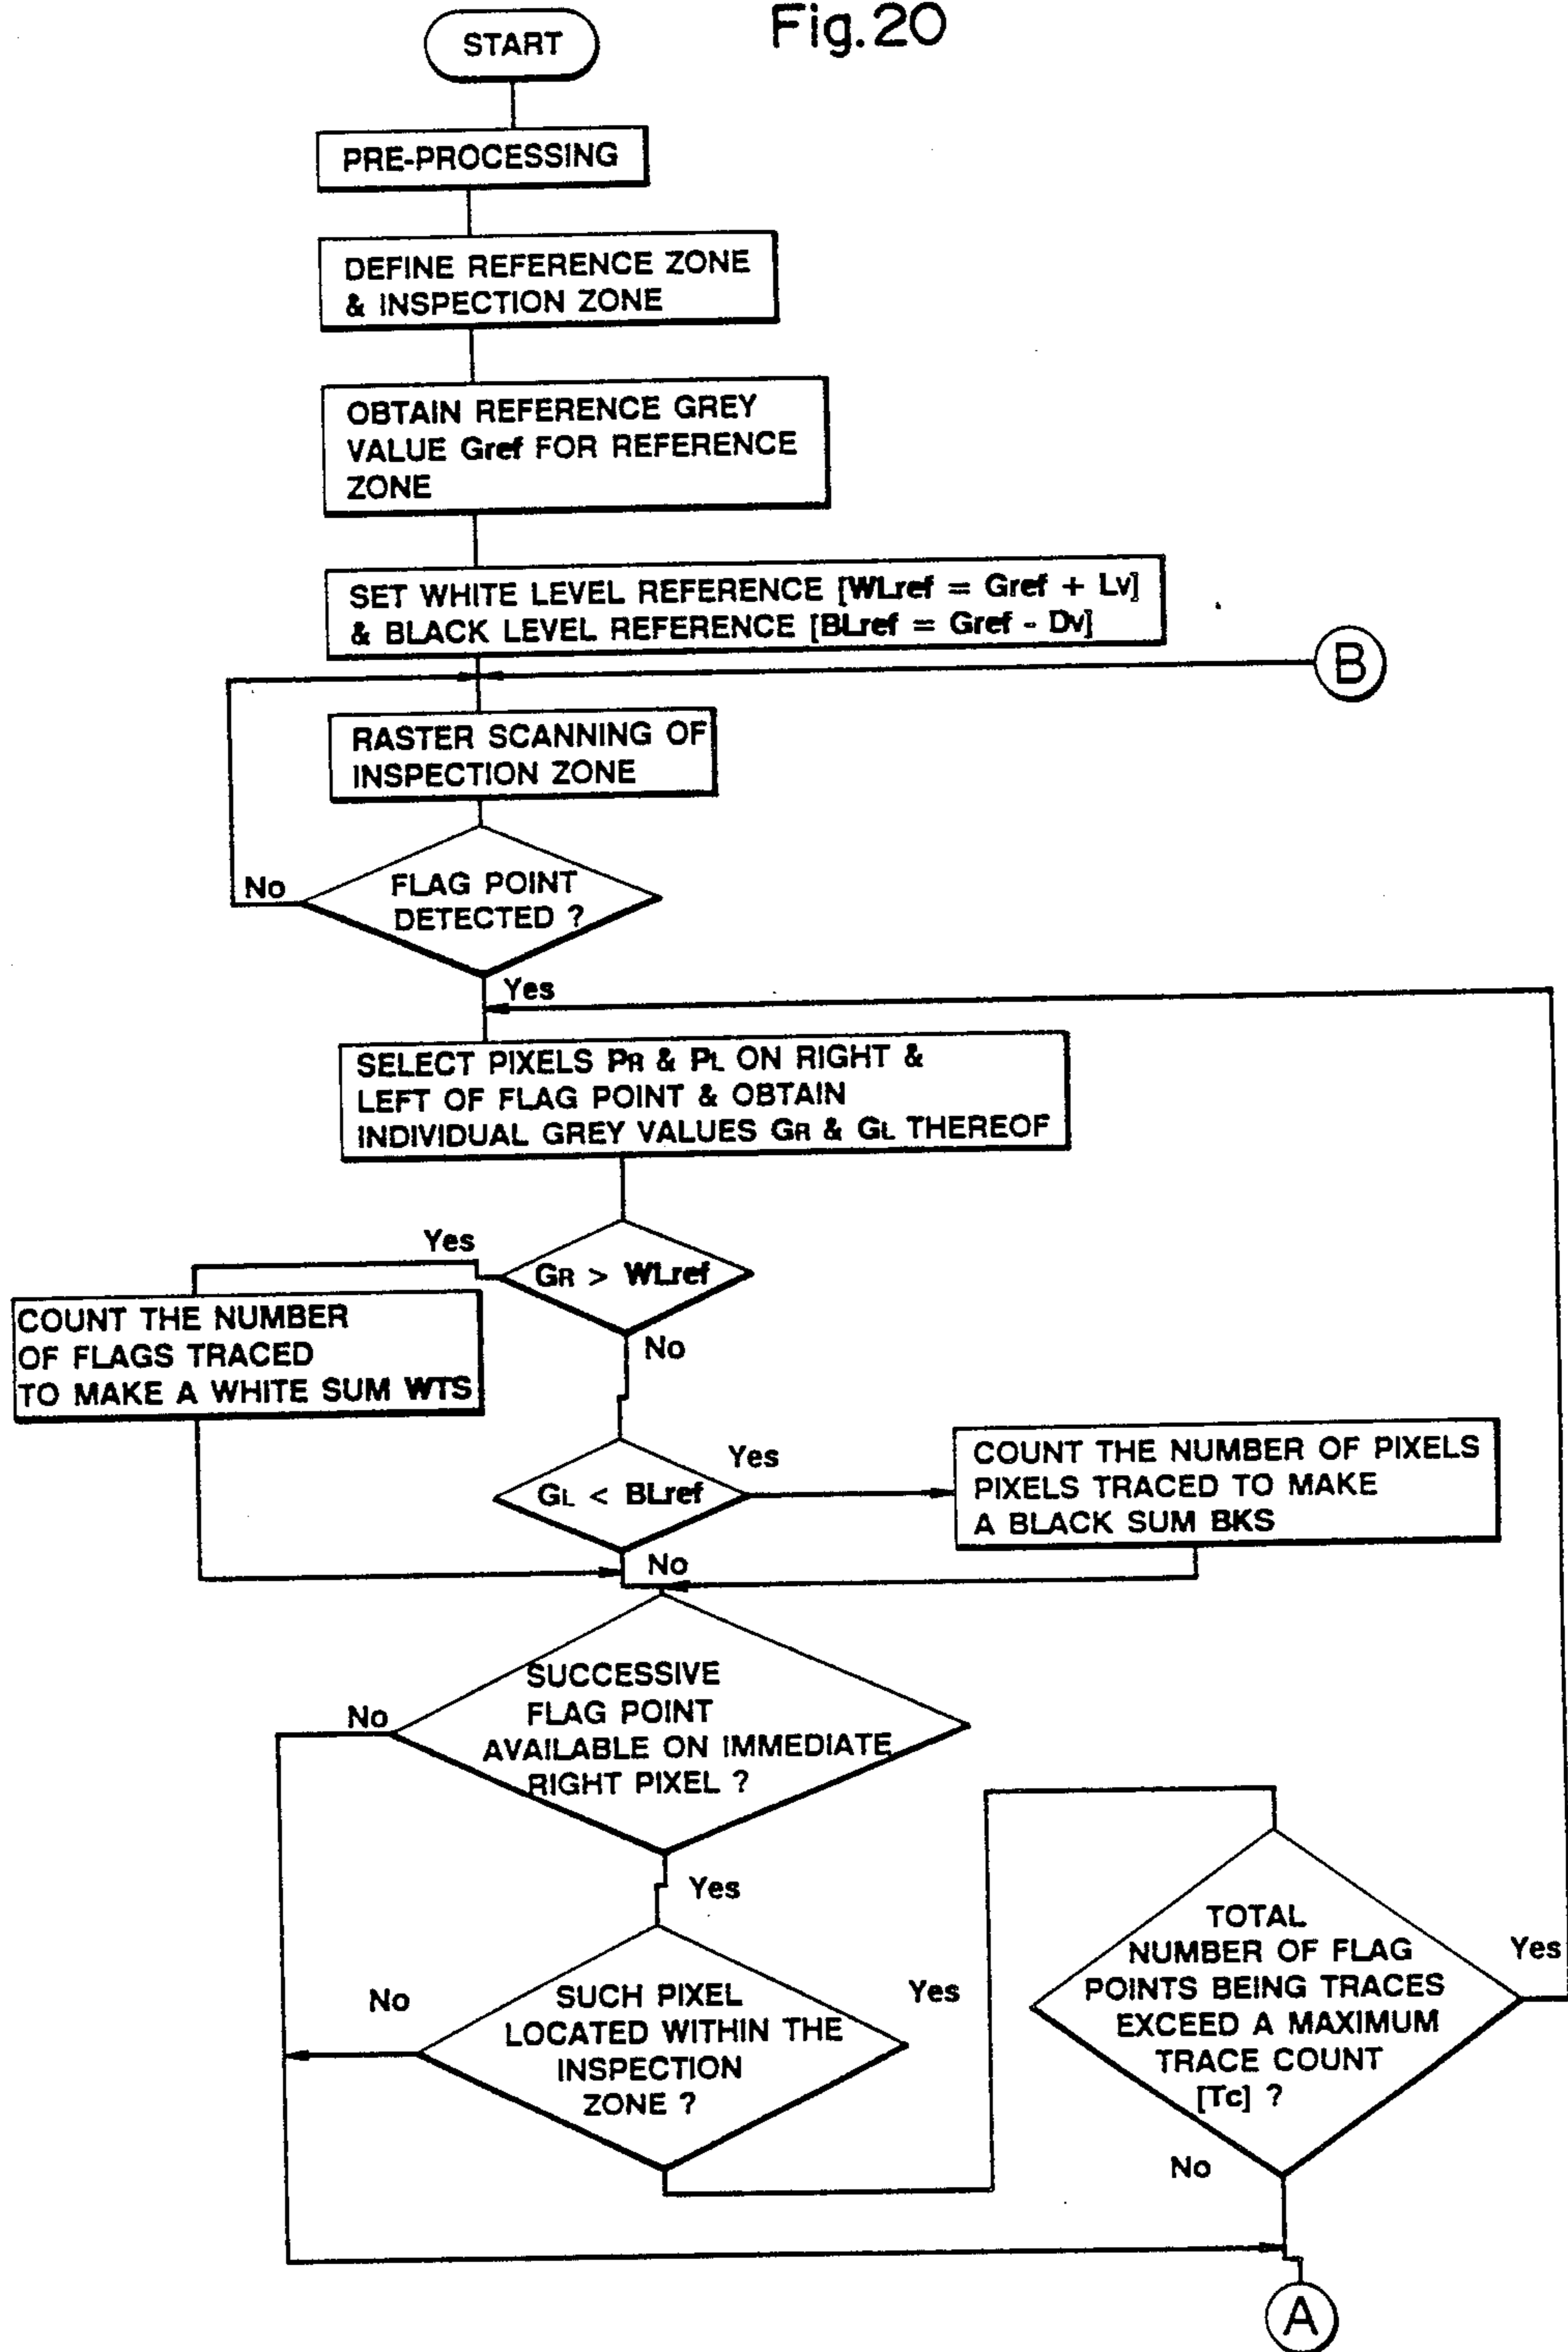 Fig.20
START
PRE-PROCESSING
DEFINE REFERENCE ZONE
& INSPECTION ZONE
OBTAIN REFERENCE GREY
VALUE Gref FOR REFERENCE
ZONE
SET WHITE LEVEL REFERENCE [WLref = Gref + Lv]
& BLACK LEVEL REFERENCE [BLref = Gref - Dv]
B
RASTER SCANNING OF
INSPECTION ZONE
No
FLAG POINT
DETECTED ?
Yes
SELECT PIXELS PR & PL ON RIGHT &
LEFT OF FLAG POINT & OBTAIN
INDIVIDUAL GREY VALUES GR & GL THEREOF
Yes
GR > WLref
No
COUNT THE NUMBER
OF FLAGS TRACED
TO MAKE A WHITE SUM WTS
GL < BLref
Yes
No
COUNT THE NUMBER OF PIXELS
PIXELS TRACED TO MAKE
A BLACK SUM BKS
No
SUCCESSIVE
FLAG POINT
AVAILABLE ON IMMEDIATE
RIGHT PIXEL ?
Yes
No
SUCH PIXEL
LOCATED WITHIN THE
INSPECTION
ZONE ?
Yes
TOTAL
NUMBER OF FLAG
POINTS BEING TRACES
EXCEED A MAXIMUM
TRACE COUNT
[Tc] ?
Yes
No
A